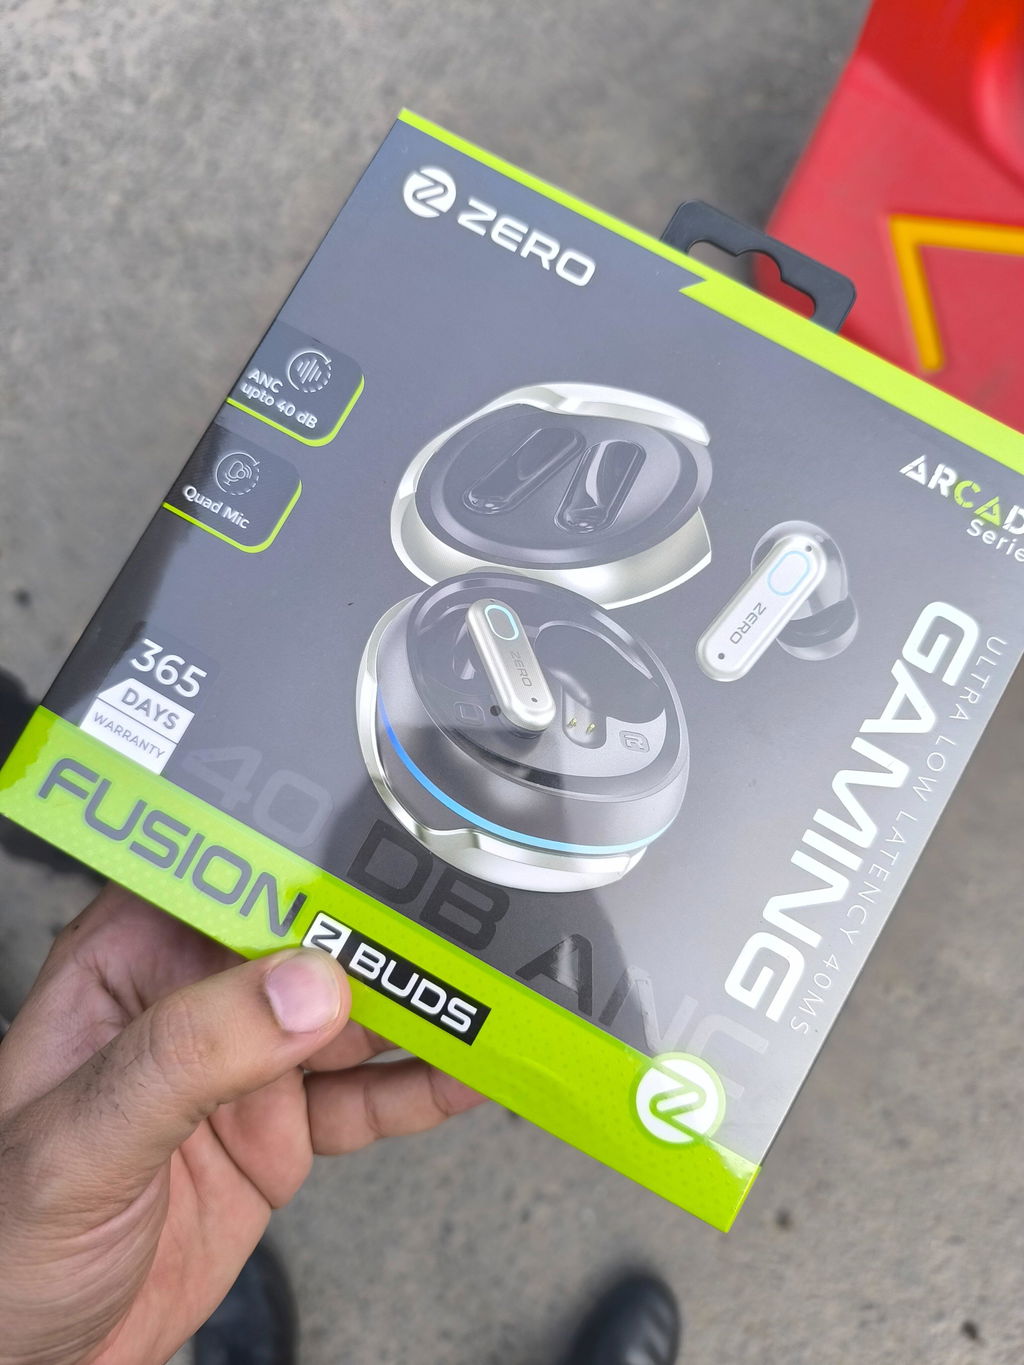 ZERO
ANC
upto 40 dB
Quad Mic
365
DAYS
WARRANTY
ARCAD
Serie
ZERO
ZERO
R
GAMING
ULTRA LOW LATENCY 40MS
40 DB ANC
FUSION
Z BUDS